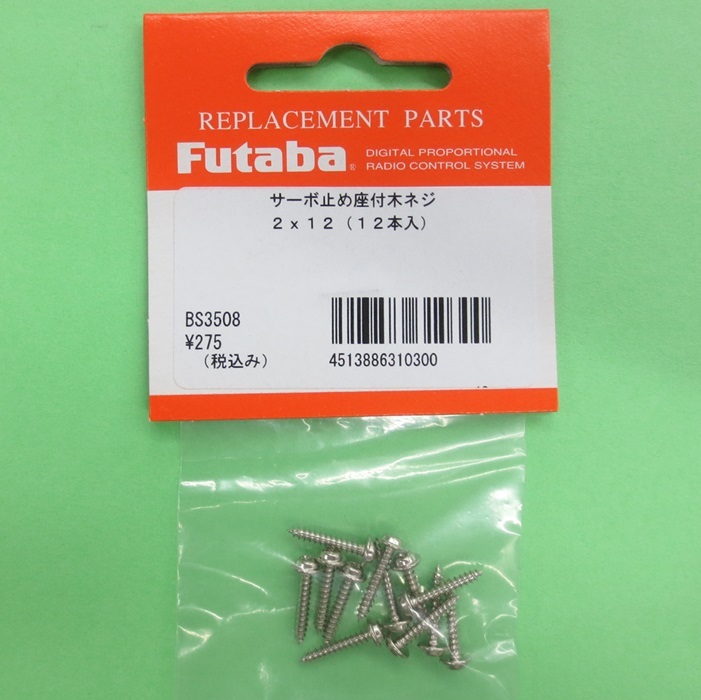 REPLACEMENT PARTS
Futaba® DIGITAL PROPORTIONAL
RADIO CONTROL SYSTEM
サーボ止め座付木ネジ
2x12(12本入)
BS3508
¥275
(税込み)
4513886310300